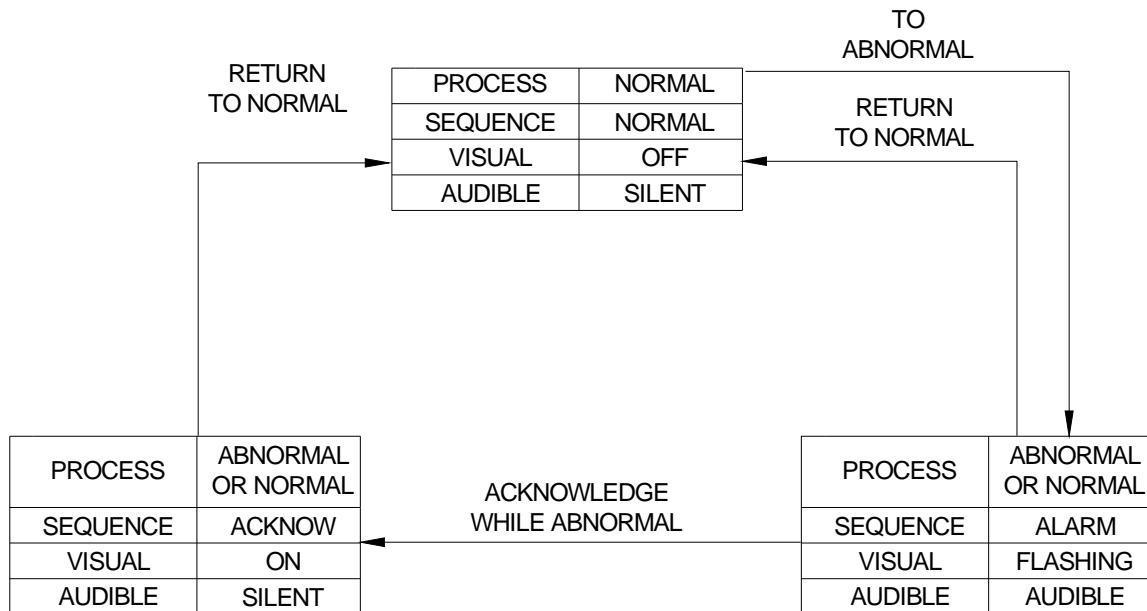 TO
ABNORMAL
RETURN
TO NORMAL
PROCESS NORMAL
SEQUENCE NORMAL
VISUAL OFF
AUDIBLE SILENT
RETURN
TO NORMAL
PROCESS ABNORMAL
OR NORMAL
SEQUENCE ACKNOW
VISUAL ON
AUDIBLE SILENT
ACKNOWLEDGE
WHILE ABNORMAL
PROCESS ABNORMAL
OR NORMAL
SEQUENCE ALARM
VISUAL FLASHING
AUDIBLE AUDIBLE